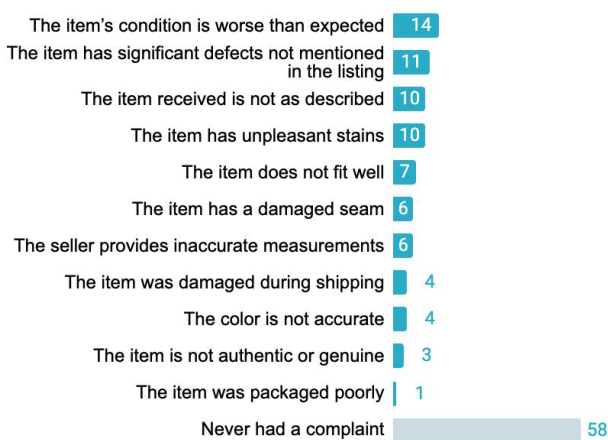 The item’s condition is worse than expected 14
The item has significant defects not mentioned
in the listing 11
The item received is not as described 10
The item has unpleasant stains 10
The item does not fit well 7
The item has a damaged seam 6
The seller provides inaccurate measurements 6
The item was damaged during shipping 4
The color is not accurate 4
The item is not authentic or genuine 3
The item was packaged poorly 1
Never had a complaint 58